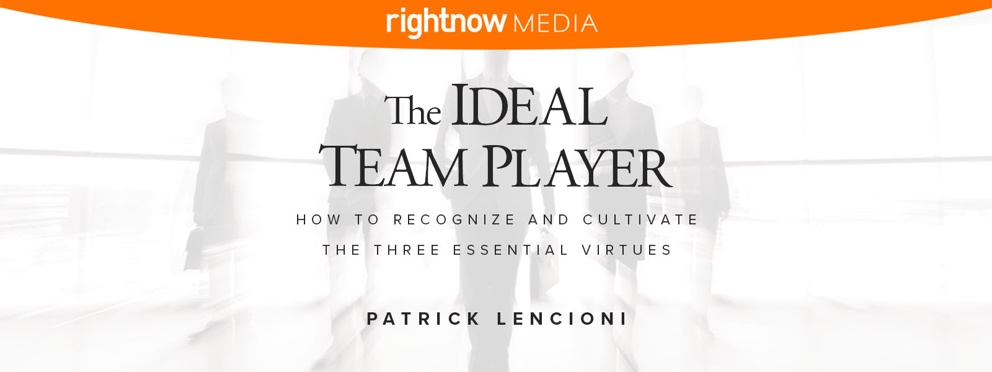 rightnow MEDIA
The IDEAL
TEAM PLAYER
HOW TO RECOGNIZE AND CULTIVATE
THE THREE ESSENTIAL VIRTUES
PATRICK LENCIONI